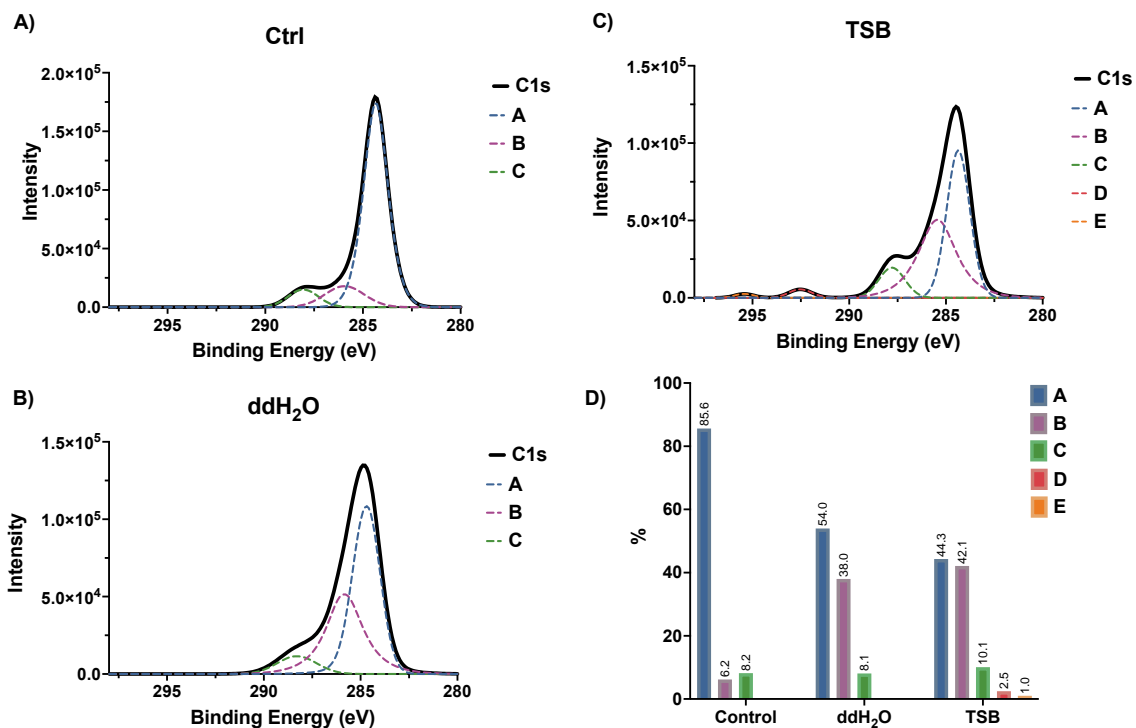 A)
Ctrl
2.0×10⁵
1.5×10⁵
1.0×10⁵
5.0×10⁴
0.0
Intensity
295
290
285
280
Binding Energy (eV)
C1s
A
B
C
B)
ddH₂O
1.5×10⁵
1.0×10⁵
5.0×10⁴
0.0
Intensity
295
290
285
280
Binding Energy (eV)
C1s
A
B
C
C)
TSB
1.5×10⁵
1.0×10⁵
5.0×10⁴
0.0
Intensity
295
290
285
280
Binding Energy (eV)
C1s
A
B
C
D
E
D)
100
80
60
40
20
0
%
85.6
6.2
8.2
54.0
38.0
8.1
44.3
42.1
10.1
2.5
1.0
Control
ddH₂O
TSB
A
B
C
D
E